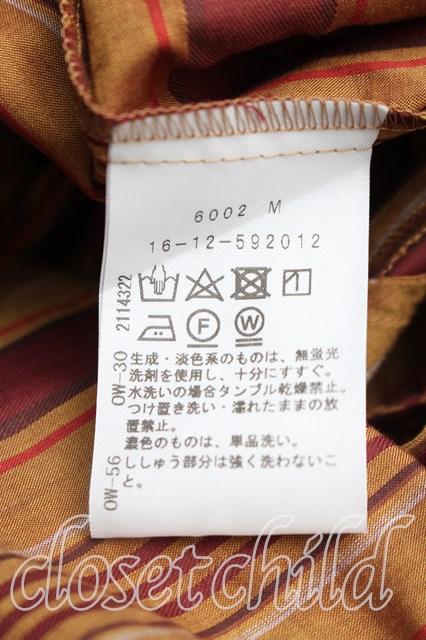 6002 M
16-12-592012
2114322
F
W
OW-30
生成・淡色系のものは、無蛍光
洗剤を使用し、十分にすすぐ。
水洗いの場合タンブル乾燥禁止。
つけ置き洗い・濡れたままの放
置禁止。
濃色のものは、単品洗い。
OW-56
ししゅう部分は強く洗わないこ
と。
closetchild